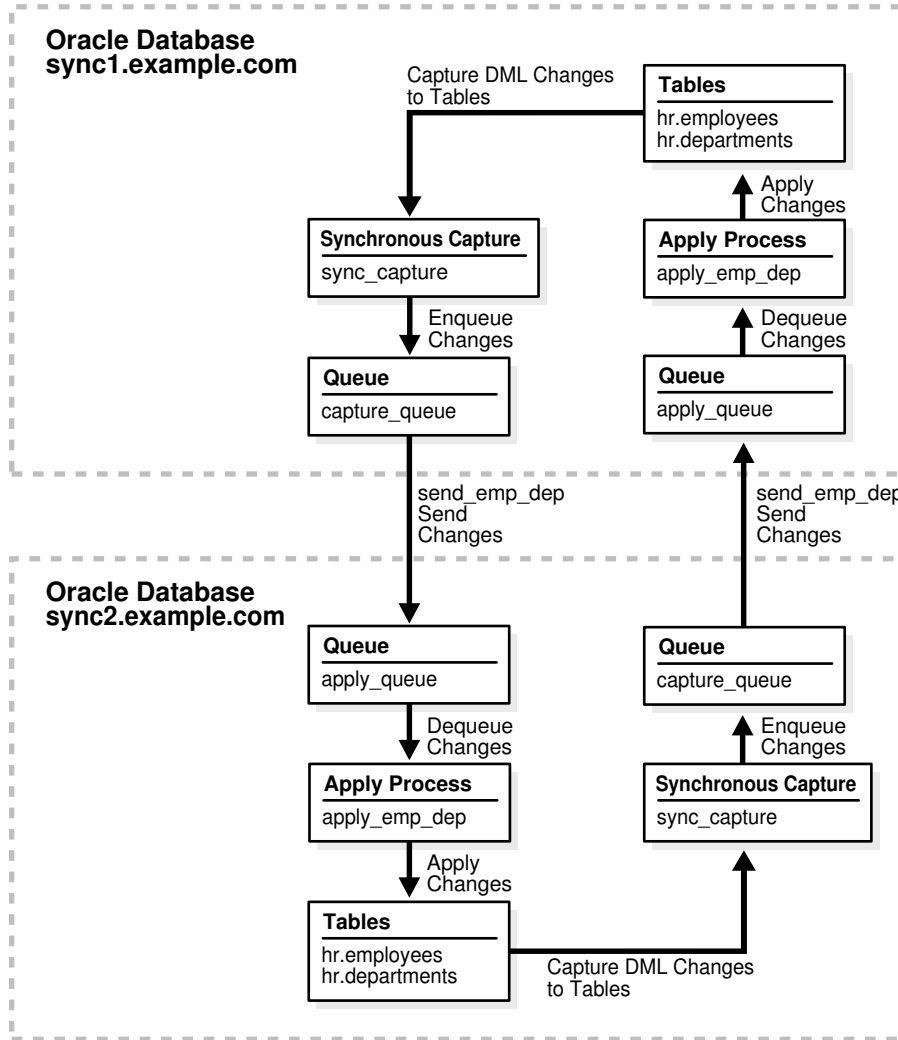 Oracle Database
sync1.example.com
Capture DML Changes
to Tables
Tables
hr.employees
hr.departments
Apply
Changes
Synchronous Capture
sync_capture
Apply Process
apply_emp_dep
Enqueue
Changes
Dequeue
Changes
Queue
capture_queue
Queue
apply_queue
send_emp_dep
Send
Changes
send_emp_dep
Send
Changes
Oracle Database
sync2.example.com
Queue
apply_queue
Queue
capture_queue
Dequeue
Changes
Enqueue
Changes
Apply Process
apply_emp_dep
Synchronous Capture
sync_capture
Apply
Changes
Tables
hr.employees
hr.departments
Capture DML Changes
to Tables